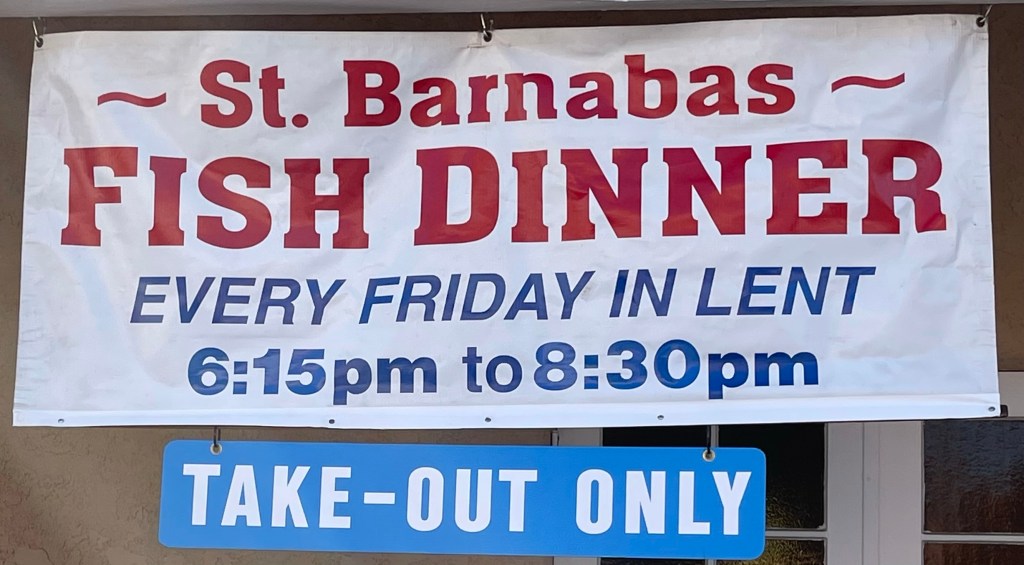 ~ St. Barnabas ~
FISH DINNER
EVERY FRIDAY IN LENT
6:15pm to 8:30pm
TAKE-OUT ONLY